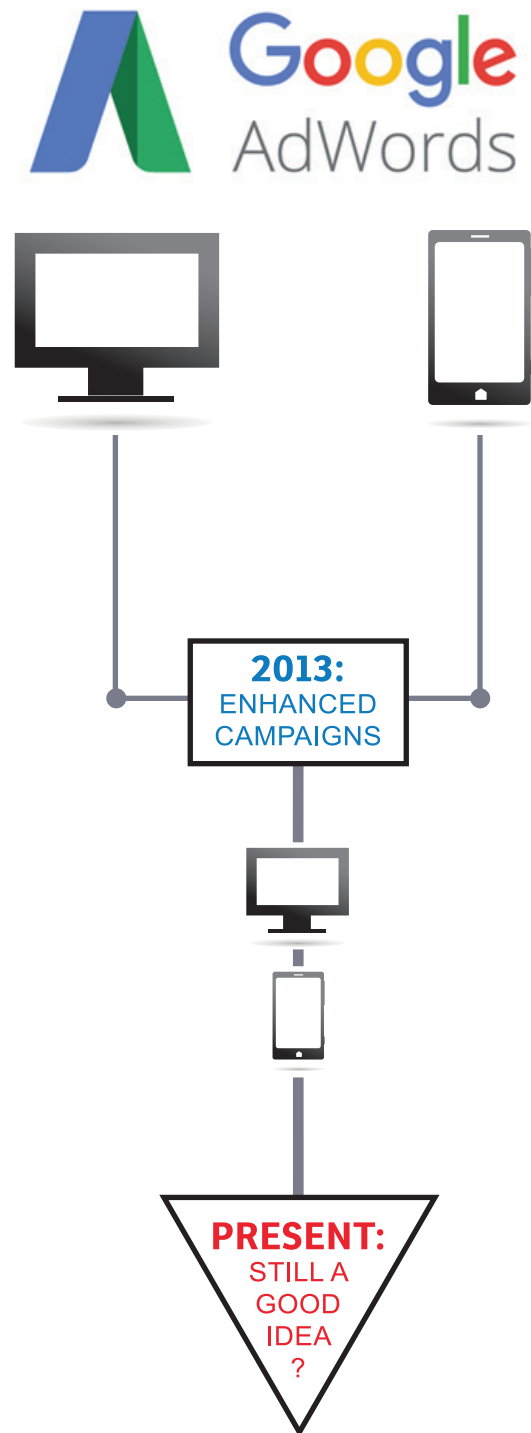 Google
AdWords
2013:
ENHANCED
CAMPAIGNS
PRESENT:
STILL A
GOOD
IDEA
?